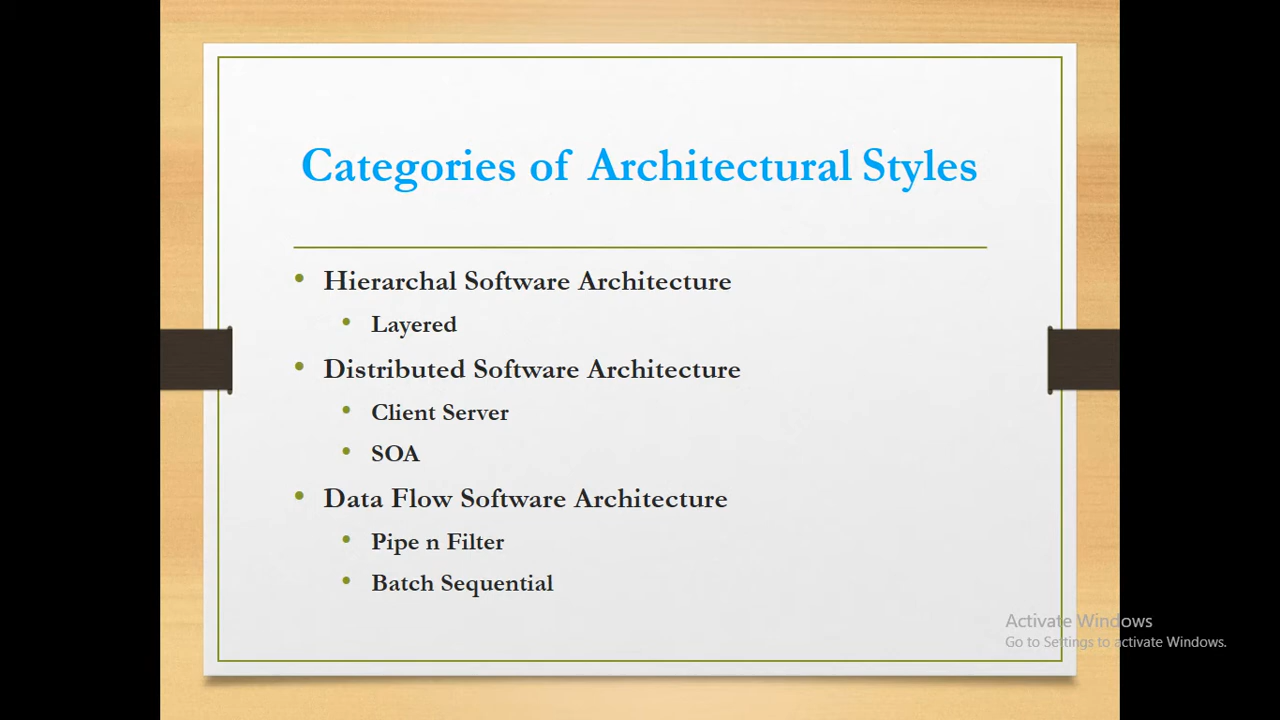 Categories of Architectural Styles
• Hierarchal Software Architecture
• Layered
• Distributed Software Architecture
• Client Server
• SOA
• Data Flow Software Architecture
• Pipe n Filter
• Batch Sequential
Activate Windows
Go to Settings to activate Windows.